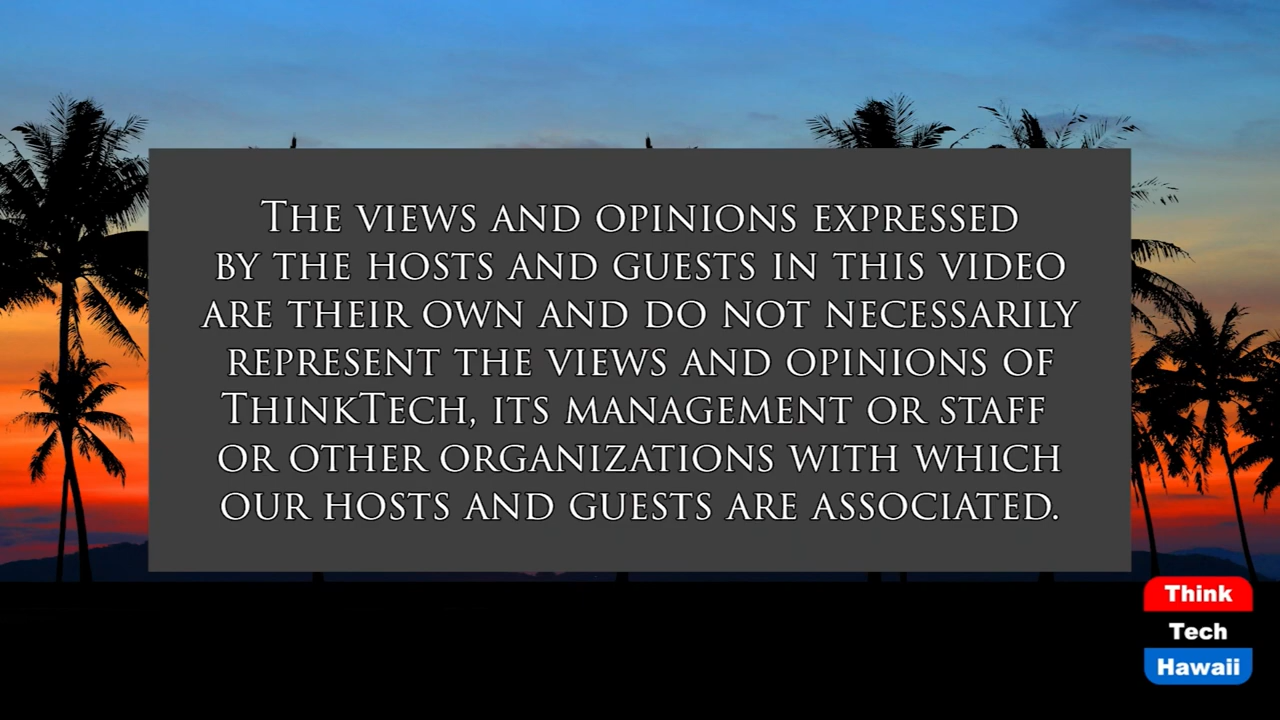 The views and opinions expressed
by the hosts and guests in this video
are their own and do not necessarily
represent the views and opinions of
ThinkTech, its management or staff
or other organizations with which
our hosts and guests are associated.
Think
Tech
Hawaii